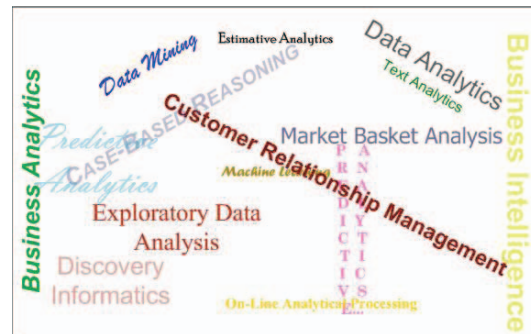 Data Mining
Estimative Analytics
Data Analytics
Text Analytics
CASE-BASED REASONING
Business Analytics
Business Intelligence
Predictive
Analytics
Customer Relationship Management
Market Basket Analysis
Machine Learning
PREDICTIVE...
ANALYTICS
Exploratory Data
Analysis
Discovery
Informatics
On-Line Analytical Processing